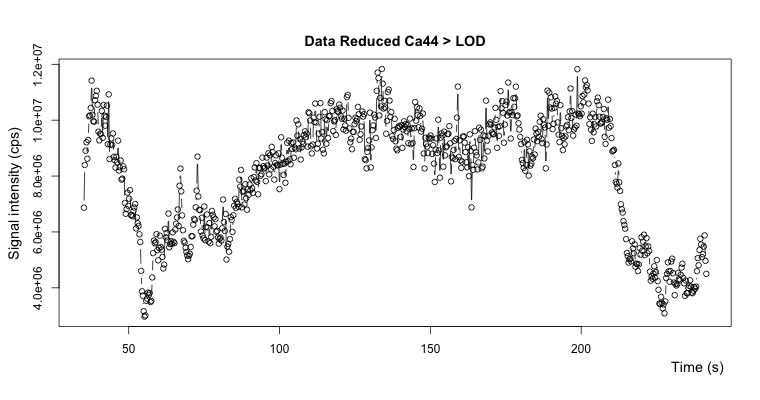 Data Reduced Ca44 > LOD
Signal intensity (cps)
1.2e+07
1.0e+07
8.0e+06
6.0e+06
4.0e+06
50 100 150 200
Time (s)